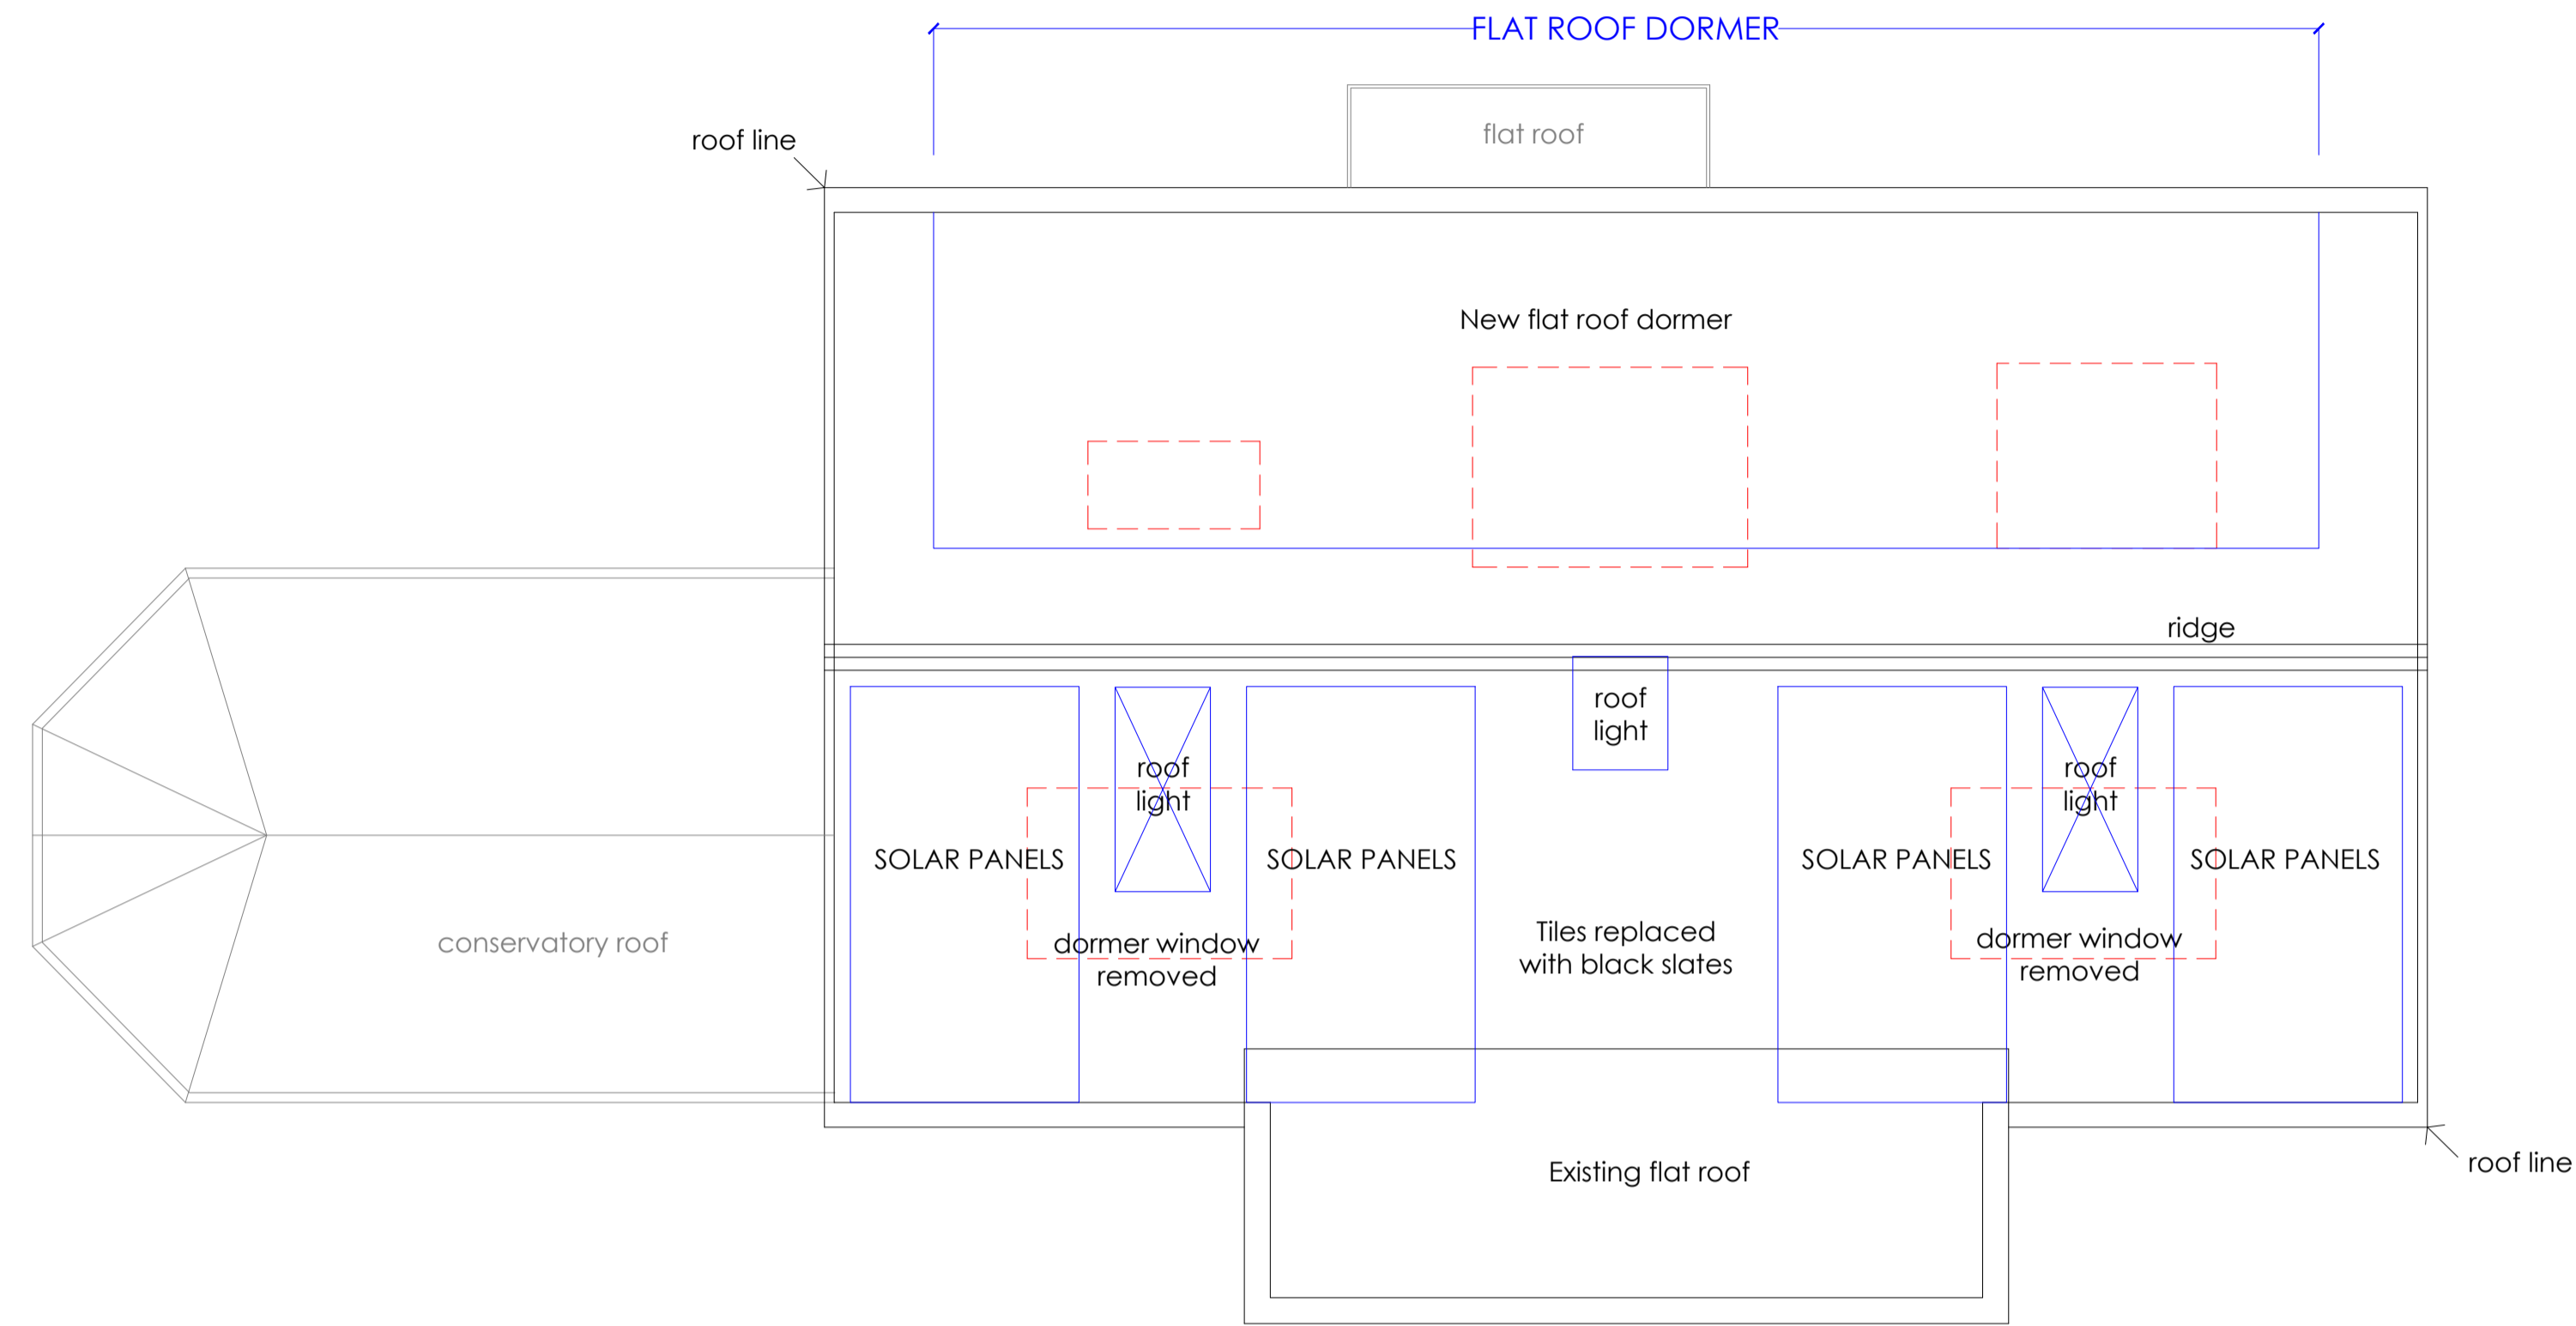 FLAT ROOF DORMER
flat roof
roof line
New flat roof dormer
ridge
roof
light
roof
light
roof
light
SOLAR PANELS
SOLAR PANELS
SOLAR PANELS
SOLAR PANELS
dormer window
removed
Tiles replaced
with black slates
dormer window
removed
conservatory roof
Existing flat roof
roof line